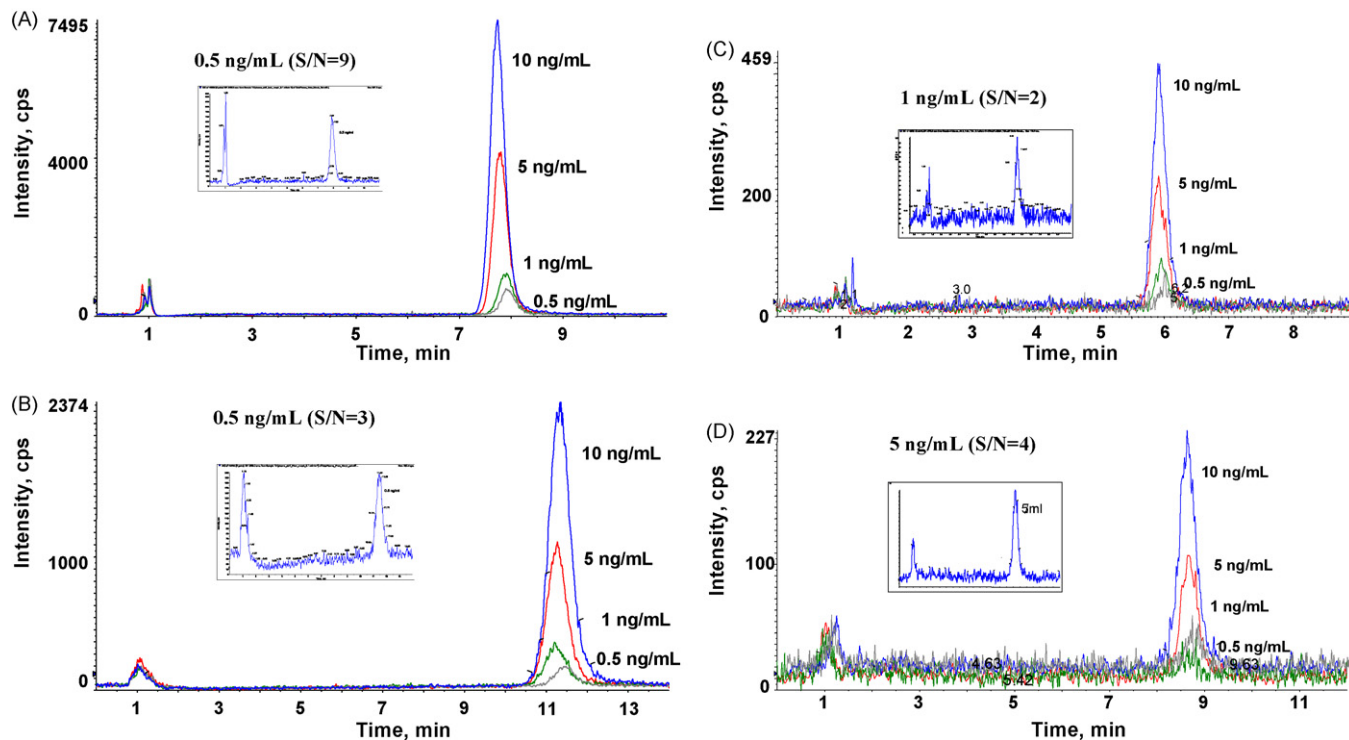 (A)
7495
4000
0
Intensity, cps
0.5 ng/mL (S/N=9)
10 ng/mL
5 ng/mL
1 ng/mL
0.5 ng/mL
1 3 5 7 9
Time, min
(B)
2374
1000
0
Intensity, cps
0.5 ng/mL (S/N=3)
10 ng/mL
5 ng/mL
1 ng/mL
0.5 ng/mL
1 3 5 7 9 11 13
Time, min
(C)
459
200
0
Intensity, cps
1 ng/mL (S/N=2)
10 ng/mL
5 ng/mL
1 ng/mL
0.5 ng/mL
3.0
1 2 3 4 5 6 7 8
Time, min
(D)
227
100
0
Intensity, cps
5 ng/mL (S/N=4)
10 ng/mL
5 ng/mL
1 ng/mL
0.5 ng/mL
4.63
9.63
5.42
1 3 5 7 9 11
Time, min